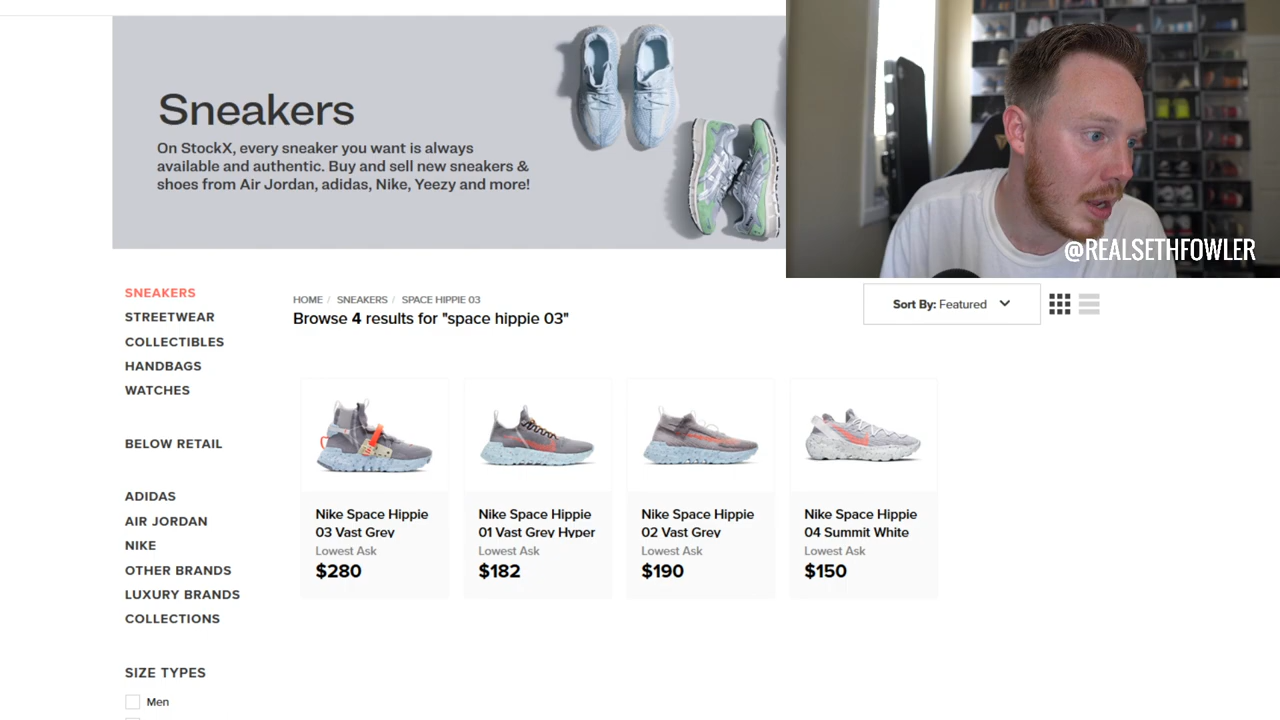 Sneakers
On StockX, every sneaker you want is always
available and authentic. Buy and sell new sneakers &
shoes from Air Jordan, adidas, Nike, Yeezy and more!
@REALSETHFOWLER
SNEAKERS
STREETWEAR
COLLECTIBLES
HANDBAGS
WATCHES
BELOW RETAIL
ADIDAS
AIR JORDAN
NIKE
OTHER BRANDS
LUXURY BRANDS
COLLECTIONS
SIZE TYPES
Men
HOME / SNEAKERS / SPACE HIPPIE 03
Browse 4 results for "space hippie 03"
Sort By: Featured
Nike Space Hippie
03 Vast Grey
Lowest Ask
$280
Nike Space Hippie
01 Vast Grey Hyper
Lowest Ask
$182
Nike Space Hippie
02 Vast Grey
Lowest Ask
$190
Nike Space Hippie
04 Summit White
Lowest Ask
$150